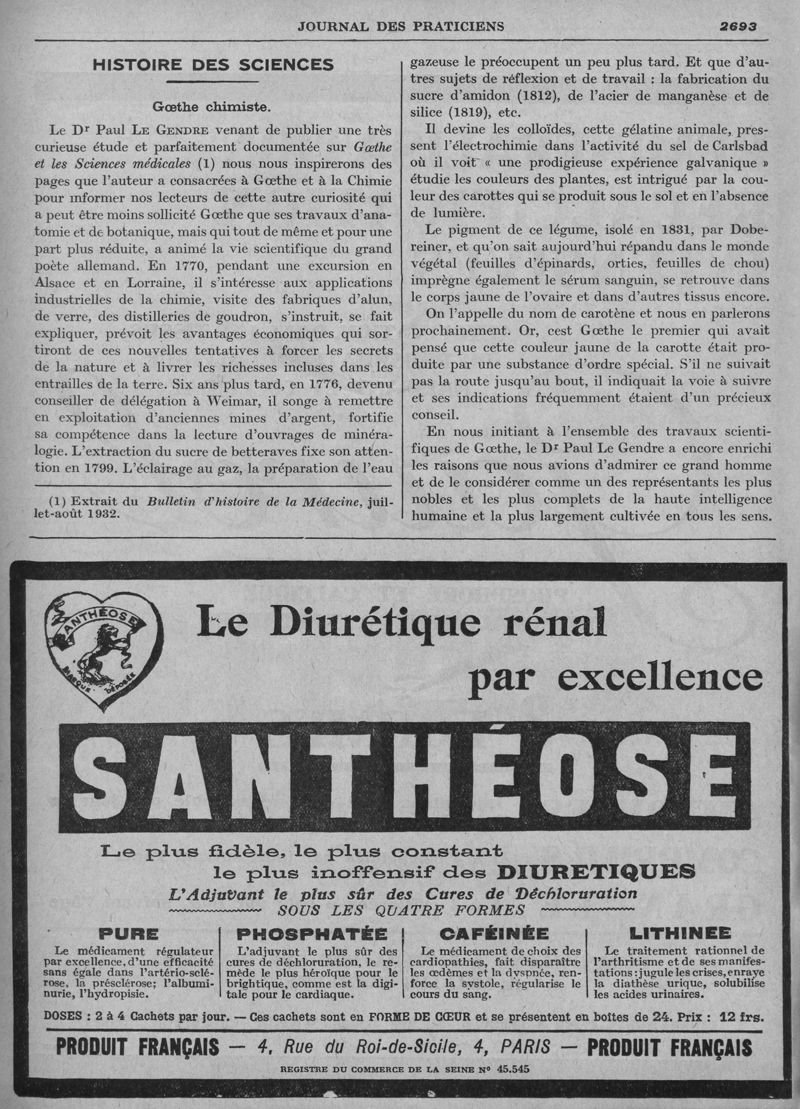 JOURNAL DES PRATICIENS 2693
HISTOIRE DES SCIENCES
Gœthe chimiste.
Le Dr Paul LE GENDRE venant de publier une très
curieuse étude et parfaitement documentée sur Gœthe
et les Sciences médicales (1) nous nous inspirerons des
pages que l'auteur a consacrées à Gœthe et à la Chimie
pour informer nos lecteurs de cette autre curiosité qui
a peut être moins sollicité Gœthe que ses travaux d'ana-
tomie et de botanique, mais qui tout de même et pour une
part plus réduite, a animé la vie scientifique du grand
poète allemand. En 1770, pendant une excursion en
Alsace et en Lorraine, il s'intéresse aux applications
industrielles de la chimie, visite des fabriques d'alun,
de verre, des distilleries de goudron, s'instruit, se fait
expliquer, prévoit les avantages économiques qui sor-
tiront de ces nouvelles tentatives à forcer les secrets
de la nature et à livrer les richesses incluses dans les
entrailles de la terre. Six ans plus tard, en 1776, devenu
conseiller de délégation à Weimar, il songe à remettre
en exploitation d'anciennes mines d'argent, fortifie
sa compétence dans la lecture d'ouvrages de minéra-
logie. L'extraction du sucre de betteraves fixe son atten-
tion en 1799. L'éclairage au gaz, la préparation de l'eau
(1) Extrait du Bulletin d'histoire de la Médecine, juil-
let-août 1932.
gazeuse le préoccupent un peu plus tard. Et que d'au-
tres sujets de réflexion et de travail : la fabrication du
sucre d'amidon (1812), de l'acier de manganèse et de
silice (1819), etc.
Il devine les colloïdes, cette gélatine animale, pres-
sent l'électrochimie dans l'activité du sel de Carlsbad
où il voit « une prodigieuse expérience galvanique »
étudie les couleurs des plantes, est intrigué par la cou-
leur des carottes qui se produit sous le sol et en l'absence
de lumière.
Le pigment de ce légume, isolé en 1831, par Dobe-
reiner, et qu'on sait aujourd'hui répandu dans le monde
végétal (feuilles d'épinards, orties, feuilles de chou)
imprègne également le sérum sanguin, se retrouve dans
le corps jaune de l'ovaire et dans d'autres tissus encore.
On l'appelle du nom de carotène et nous en parlerons
prochainement. Or, cest Gœthe le premier qui avait
pensé que cette couleur jaune de la carotte était pro-
duite par une substance d'ordre spécial. S'il ne suivait
pas la route jusqu'au bout, il indiquait la voie à suivre
et ses indications fréquemment étaient d'un précieux
conseil.
En nous initiant à l'ensemble des travaux scienti-
fiques de Gœthe, le Dr Paul Le Gendre a encore enrichi
les raisons que nous avions d'admirer ce grand homme
et de le considérer comme un des représentants les plus
nobles et les plus complets de la haute intelligence
humaine et la plus largement cultivée en tous les sens.
SANTHÉOSE
MARQUE DÉPOSÉE
Le Diurétique rénal
par excellence
SANTHÉOSE
Le plus fidèle, le plus constant
le plus inoffensif des DIURETIQUES
L'Adjuvant le plus sûr des Cures de Déchloruration
SOUS LES QUATRE FORMES
PURE
Le médicament régulateur
par excellence, d'une efficacité
sans égale dans l'artério-sclé-
rose, la présclérose; l'albumi-
nurie, l'hydropisie.
PHOSPHATÉE
L'adjuvant le plus sûr des
cures de déchloruration, le re-
mède le plus héroïque pour le
brightique, comme est la digi-
tale pour le cardiaque.
CAFÉINÉE
Le médicament de choix des
cardiopathies, fait disparaître
les œdèmes et la dyspnée, ren-
force la systole, régularise le
cours du sang.
LITHINEE
Le traitement rationnel de
l'arthritisme et de ses manifes-
tations : jugule les crises, enraye
la diathèse urique, solubilise
les acides urinaires.
DOSES : 2 à 4 Cachets par jour. — Ces cachets sont en FORME DE CŒUR et se présentent en boîtes de 24. Prix : 12 frs.
PRODUIT FRANÇAIS — 4, Rue du Roi-de-Sicile, 4, PARIS — PRODUIT FRANÇAIS
REGISTRE DU COMMERCE DE LA SEINE No 45.545